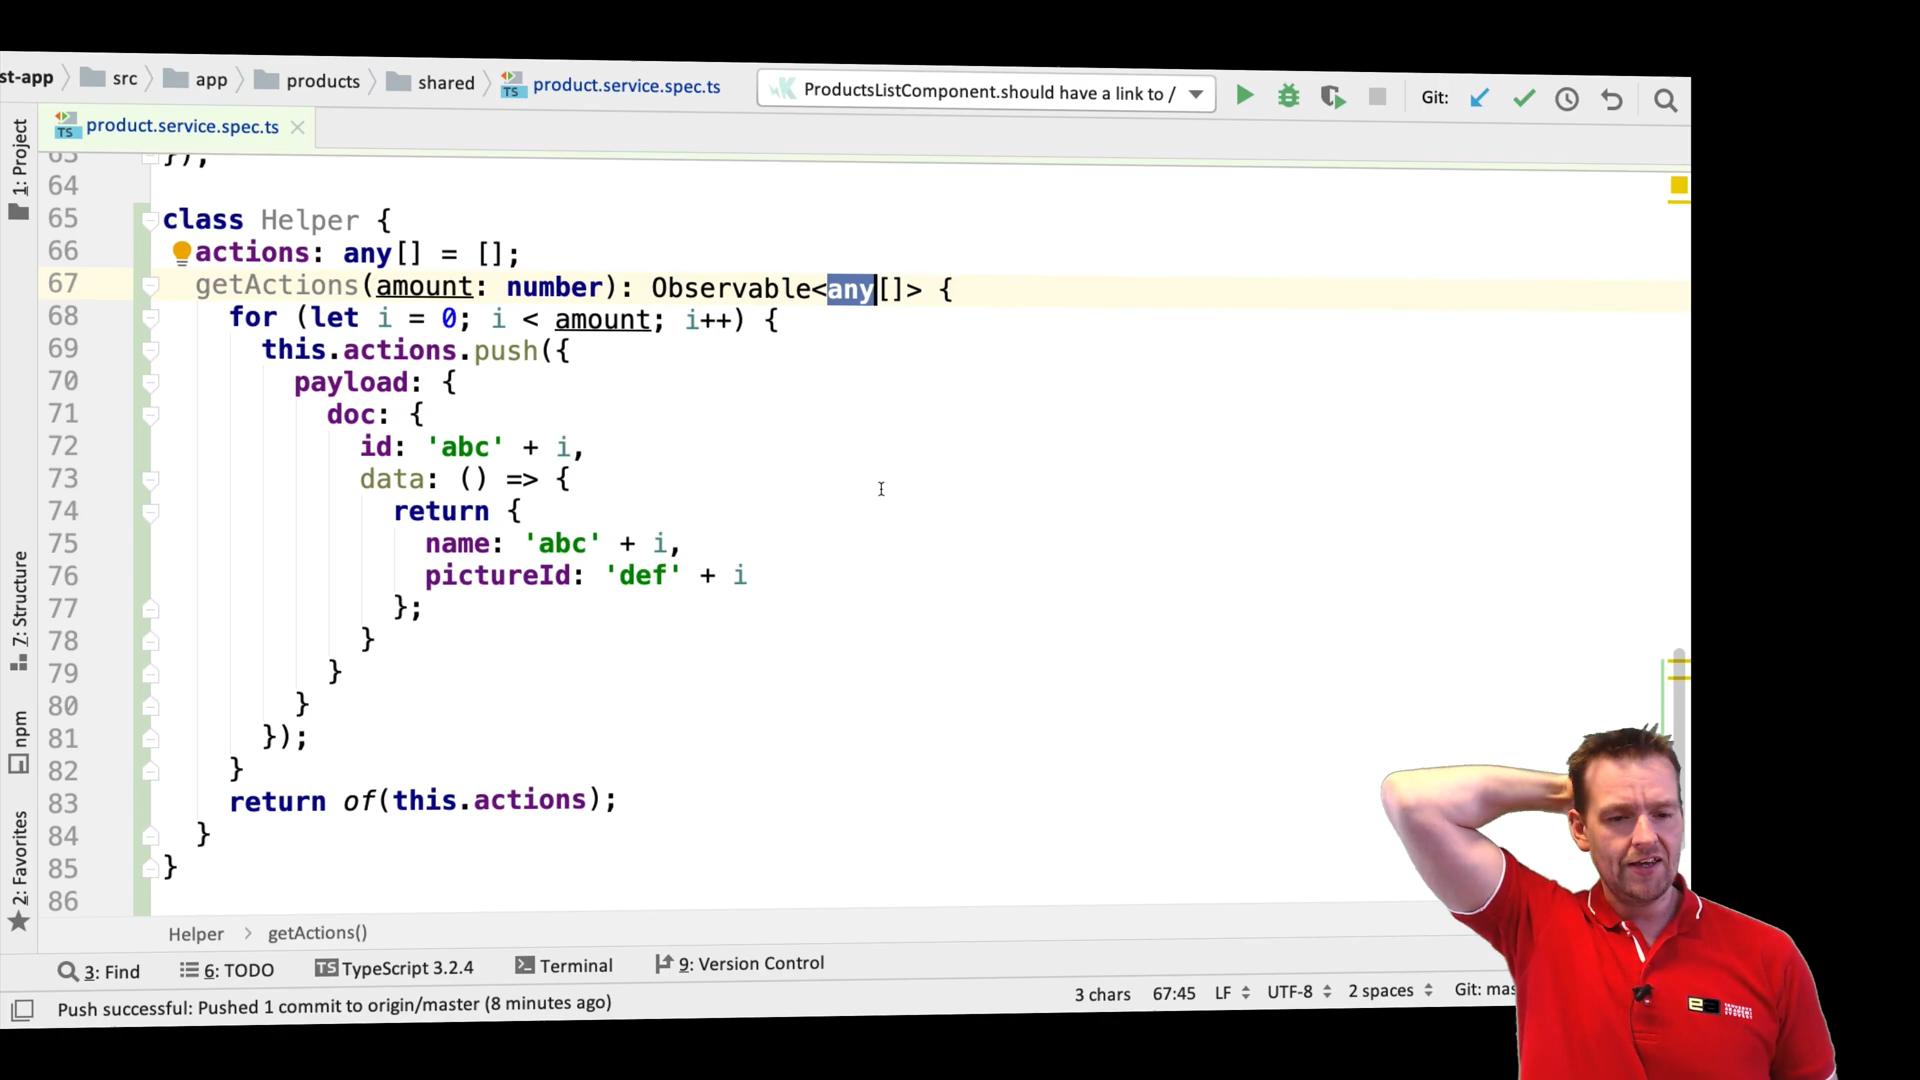 st-app src app products shared product.service.spec.ts ProductsListComponent.should have a link to / Git:
product.service.spec.ts
1: Project
7: Structure
npm
2: Favorites
63 });
64
65 class Helper {
66 actions: any[] = [];
67 getActions(amount: number): Observable<any[]> {
68 for (let i = 0; i < amount; i++) {
69 this.actions.push({
70 payload: {
71 doc: {
72 id: 'abc' + i,
73 data: () => {
74 return {
75 name: 'abc' + i,
76 pictureId: 'def' + i
77 };
78 }
79 }
80 }
81 });
82 }
83 return of(this.actions);
84 }
85 }
86
Helper > getActions()
3: Find 6: TODO TS TypeScript 3.2.4 Terminal 9: Version Control
Push successful: Pushed 1 commit to origin/master (8 minutes ago) 3 chars 67:45 LF UTF-8 2 spaces Git: mas